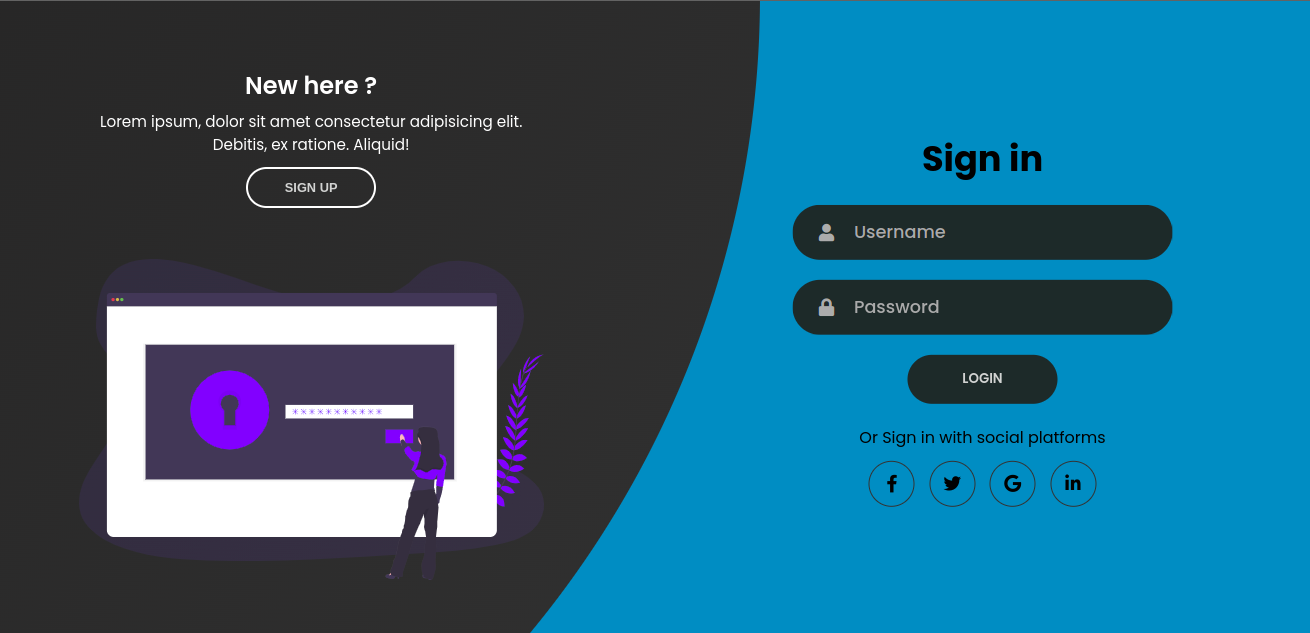 New here ?
Lorem ipsum, dolor sit amet consectetur adipisicing elit.
Debitis, ex ratione. Aliquid!
SIGN UP
***********
Sign in
Username
Password
LOGIN
Or Sign in with social platforms